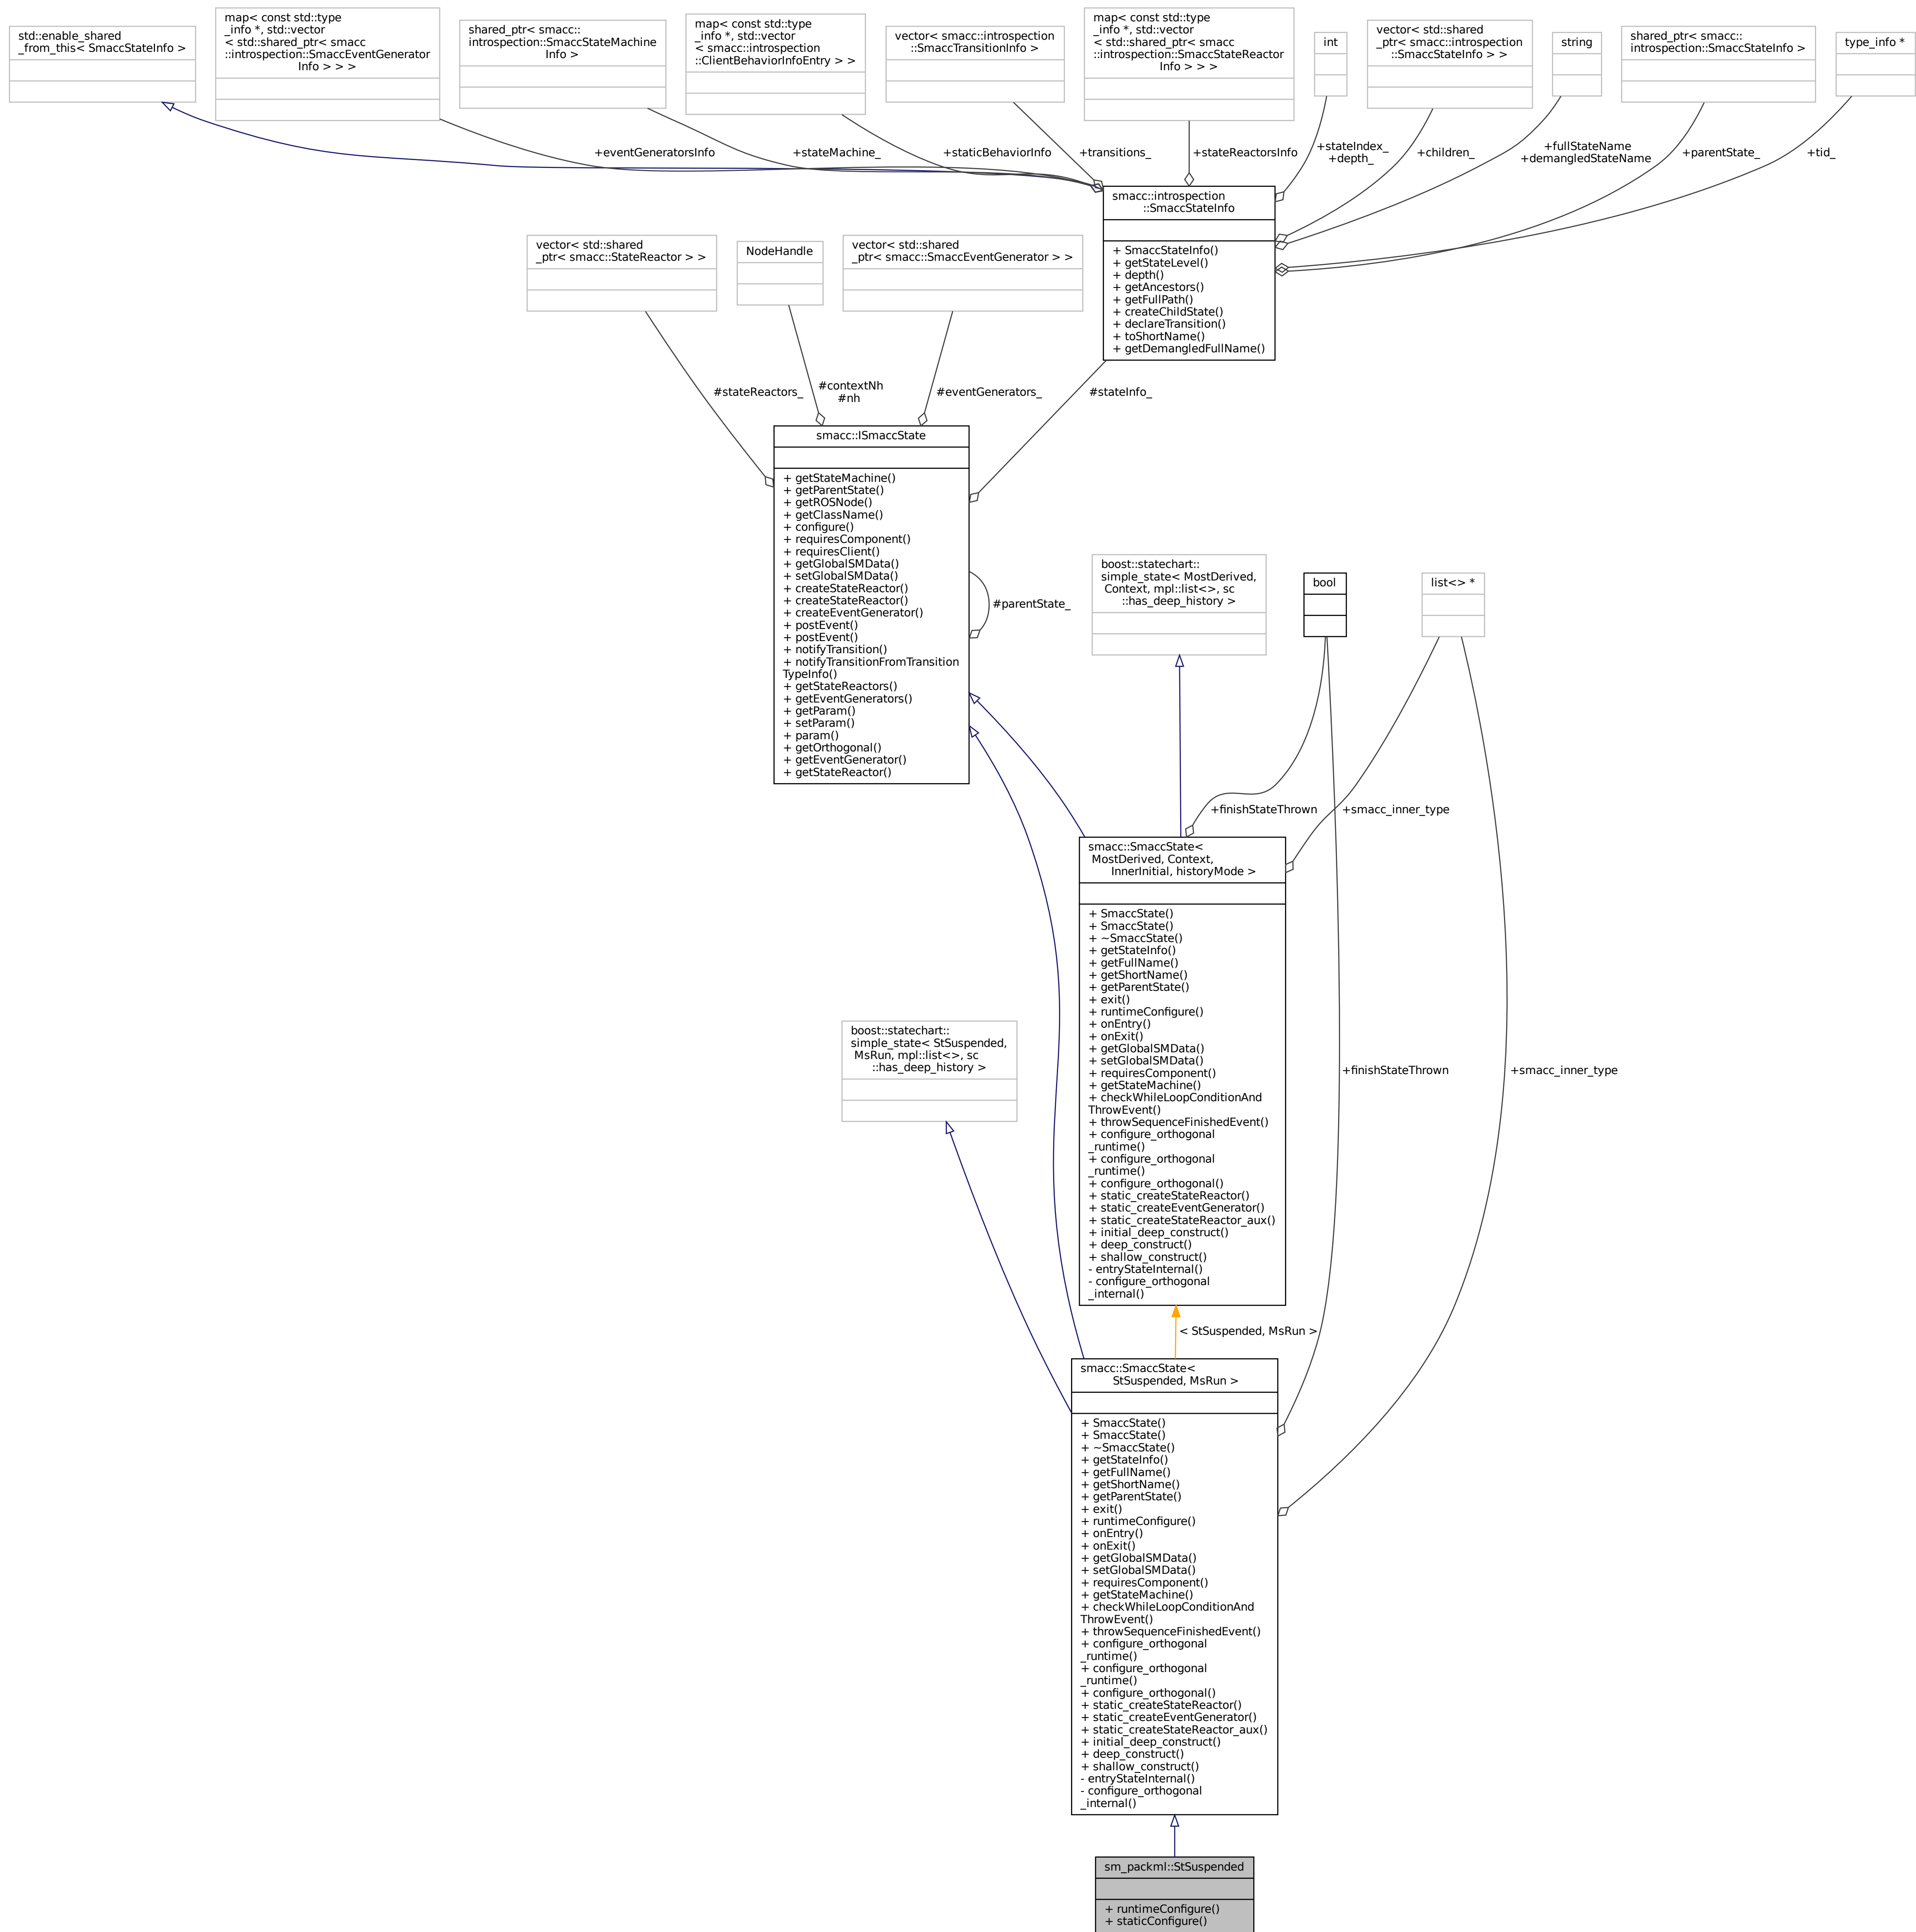 std::enable_shared
_from_this< SmaccStateInfo >
map< const std::type
_info *, std::vector
< std::shared_ptr< smacc
::introspection::SmaccEventGenerator
Info > > >
shared_ptr< smacc::
introspection::SmaccStateMachine
Info >
map< const std::type
_info *, std::vector
< smacc::introspection
::ClientBehaviorInfoEntry > >
vector< smacc::introspection
::SmaccTransitionInfo >
map< const std::type
_info *, std::vector
< std::shared_ptr< smacc
::introspection::SmaccStateReactor
Info > > >
int
vector< std::shared
_ptr< smacc::introspection
::SmaccStateInfo > >
string
shared_ptr< smacc::
introspection::SmaccStateInfo >
type_info *
+eventGeneratorsInfo
+stateMachine_
+staticBehaviorInfo
+transitions_
+stateReactorsInfo
+stateIndex_
+depth_
+children_
+fullStateName
+demangledStateName
+parentState_
+tid_
smacc::introspection
::SmaccStateInfo
+ SmaccStateInfo()
+ getStateLevel()
+ depth()
+ getAncestors()
+ getFullPath()
+ createChildState()
+ declareTransition()
+ toShortName()
+ getDemangledFullName()
vector< std::shared
_ptr< smacc::StateReactor > >
NodeHandle
vector< std::shared
_ptr< smacc::SmaccEventGenerator > >
#stateReactors_
#contextNh
#nh
#eventGenerators_
#stateInfo_
smacc::ISmaccState
+ getStateMachine()
+ getParentState()
+ getROSNode()
+ getClassName()
+ configure()
+ requiresComponent()
+ requiresClient()
+ getGlobalSMData()
+ setGlobalSMData()
+ createStateReactor()
+ createStateReactor()
+ createEventGenerator()
+ postEvent()
+ postEvent()
+ notifyTransition()
+ notifyTransitionFromTransition
TypeInfo()
+ getStateReactors()
+ getEventGenerators()
+ getParam()
+ setParam()
+ param()
+ getOrthogonal()
+ getEventGenerator()
+ getStateReactor()
#parentState_
boost::statechart::
simple_state< MostDerived,
Context, mpl::list<>, sc
::has_deep_history >
bool
list<> *
+finishStateThrown
+smacc_inner_type
smacc::SmaccState<
MostDerived, Context,
InnerInitial, historyMode >
+ SmaccState()
+ SmaccState()
+ ~SmaccState()
+ getStateInfo()
+ getFullName()
+ getShortName()
+ getParentState()
+ exit()
+ runtimeConfigure()
+ onEntry()
+ onExit()
+ getGlobalSMData()
+ setGlobalSMData()
+ requiresComponent()
+ getStateMachine()
+ checkWhileLoopConditionAnd
ThrowEvent()
+ throwSequenceFinishedEvent()
+ configure_orthogonal
_runtime()
+ configure_orthogonal
_runtime()
+ configure_orthogonal()
+ static_createStateReactor()
+ static_createEventGenerator()
+ static_createStateReactor_aux()
+ initial_deep_construct()
+ deep_construct()
+ shallow_construct()
- entryStateInternal()
- configure_orthogonal
_internal()
boost::statechart::
simple_state< StSuspended,
MsRun, mpl::list<>, sc
::has_deep_history >
+finishStateThrown
+smacc_inner_type
< StSuspended, MsRun >
smacc::SmaccState<
StSuspended, MsRun >
+ SmaccState()
+ SmaccState()
+ ~SmaccState()
+ getStateInfo()
+ getFullName()
+ getShortName()
+ getParentState()
+ exit()
+ runtimeConfigure()
+ onEntry()
+ onExit()
+ getGlobalSMData()
+ setGlobalSMData()
+ requiresComponent()
+ getStateMachine()
+ checkWhileLoopConditionAnd
ThrowEvent()
+ throwSequenceFinishedEvent()
+ configure_orthogonal
_runtime()
+ configure_orthogonal
_runtime()
+ configure_orthogonal()
+ static_createStateReactor()
+ static_createEventGenerator()
+ static_createStateReactor_aux()
+ initial_deep_construct()
+ deep_construct()
+ shallow_construct()
- entryStateInternal()
- configure_orthogonal
_internal()
sm_packml::StSuspended
+ runtimeConfigure()
+ staticConfigure()